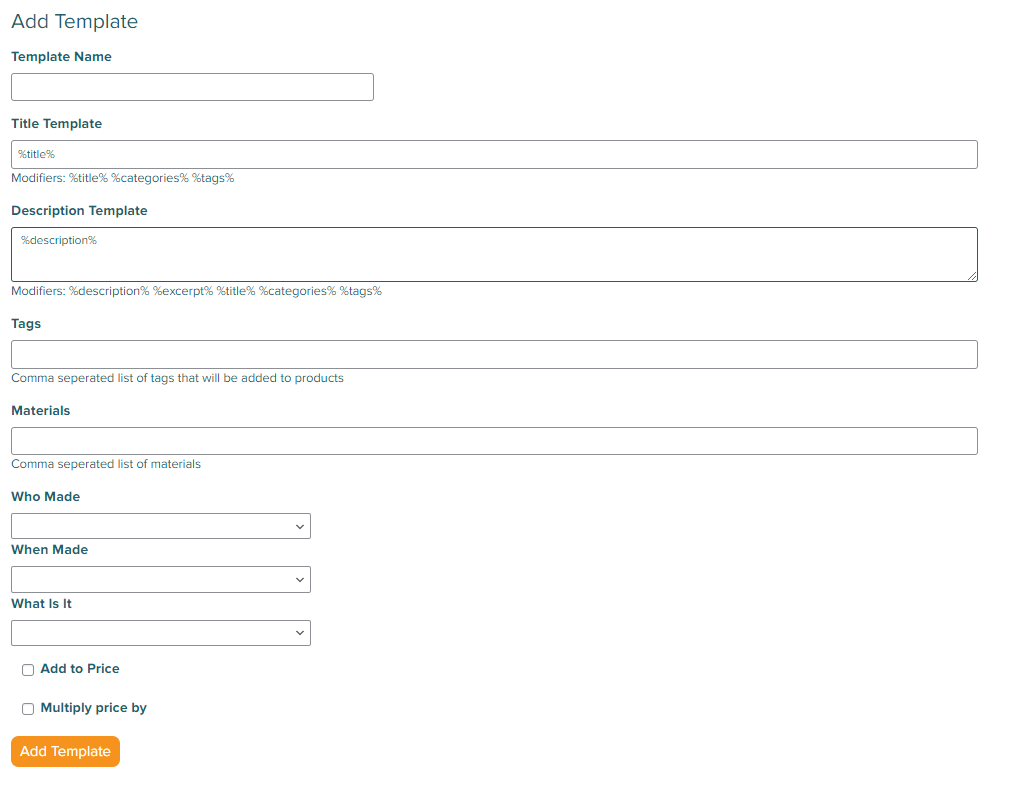 Add Template
Template Name
Title Template
%title%
Modifiers: %title% %categories% %tags%
Description Template
%description%
Modifiers: %description% %excerpt% %title% %categories% %tags%
Tags
Comma seperated list of tags that will be added to products
Materials
Comma seperated list of materials
Who Made
When Made
What Is It
Add to Price
Multiply price by
Add Template